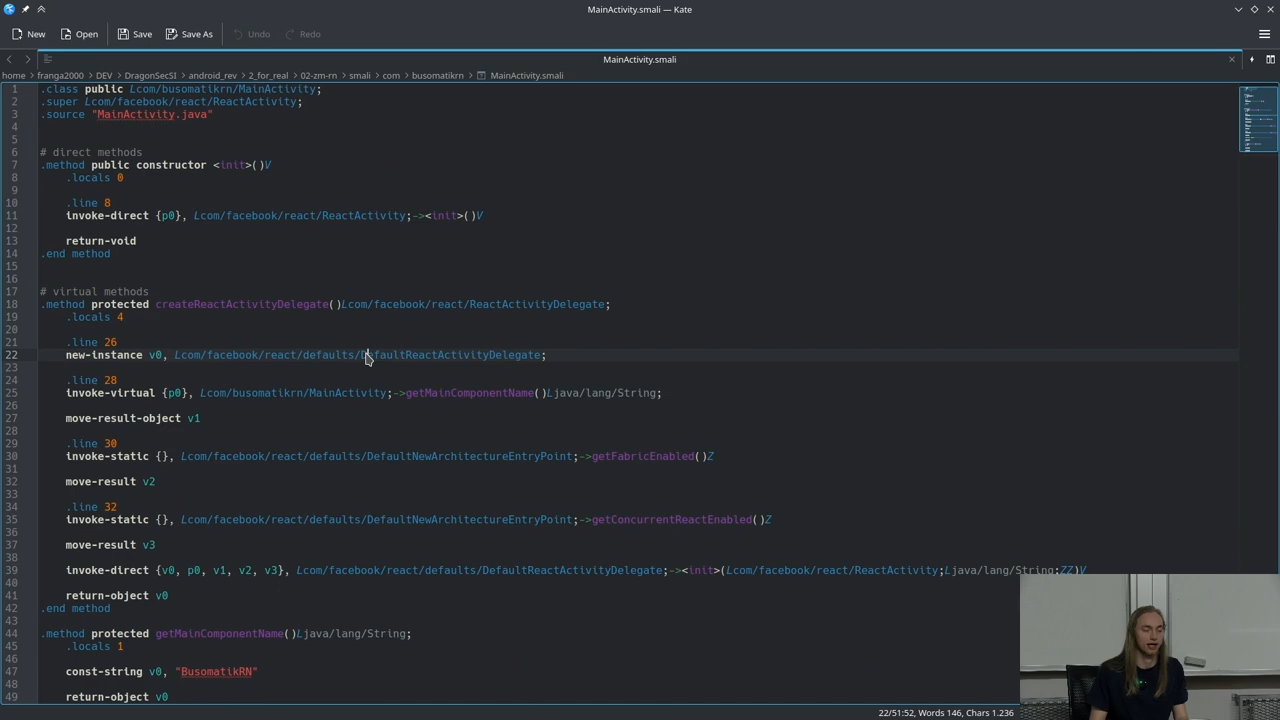 MainActivity.smali — Kate
New Open Save Save As Undo Redo
MainActivity.smali
home franga2000 DEV DragonSecSI android_rev 2_for_real 02-zm-rn smali com busomatikrn MainActivity.smali
1 .class public Lcom/busomatikrn/MainActivity;
2 .super Lcom/facebook/react/ReactActivity;
3 .source "MainActivity.java"
4
5
6 # direct methods
7 .method public constructor <init>()V
8 .locals 0
9
10 .line 8
11 invoke-direct {p0}, Lcom/facebook/react/ReactActivity;-><init>()V
12
13 return-void
14 .end method
15
16
17 # virtual methods
18 .method protected createReactActivityDelegate()Lcom/facebook/react/ReactActivityDelegate;
19 .locals 4
20
21 .line 26
22 new-instance v0, Lcom/facebook/react/defaults/DefaultReactActivityDelegate;
23
24 .line 28
25 invoke-virtual {p0}, Lcom/busomatikrn/MainActivity;->getMainComponentName()Ljava/lang/String;
26
27 move-result-object v1
28
29 .line 30
30 invoke-static {}, Lcom/facebook/react/defaults/DefaultNewArchitectureEntryPoint;->getFabricEnabled()Z
31
32 move-result v2
33
34 .line 32
35 invoke-static {}, Lcom/facebook/react/defaults/DefaultNewArchitectureEntryPoint;->getConcurrentReactEnabled()Z
36
37 move-result v3
38
39 invoke-direct {v0, p0, v1, v2, v3}, Lcom/facebook/react/defaults/DefaultReactActivityDelegate;-><init>(Lcom/facebook/react/ReactActivity;Ljava/lang/String;ZZ)V
40
41 return-object v0
42 .end method
43
44 .method protected getMainComponentName()Ljava/lang/String;
45 .locals 1
46
47 const-string v0, "BusomatikRN"
48
49 return-object v0
22/51:52, Words 146, Chars 1.236